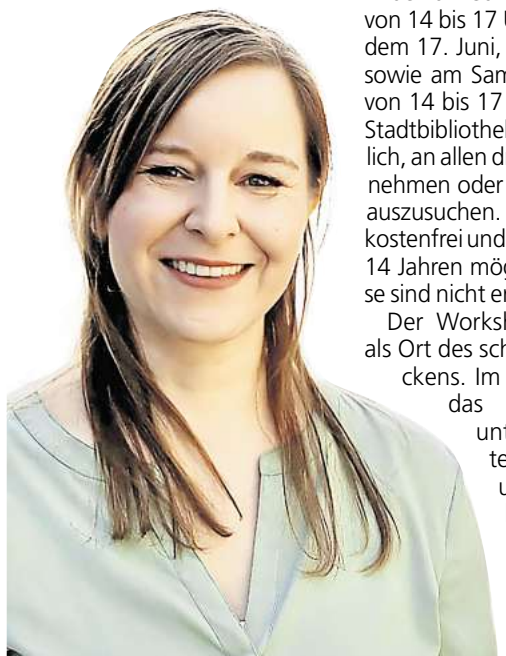 von 14 bis 17 U
dem 17. Juni,
sowie am Sam
von 14 bis 17
Stadtbibliothe
lich, an allen d
nehmen oder
auszusuchen.
kostenfrei und
14 Jahren mög
se sind nicht er
Der Worksh
als Ort des sch
ckens. Im
das
unt
te
u